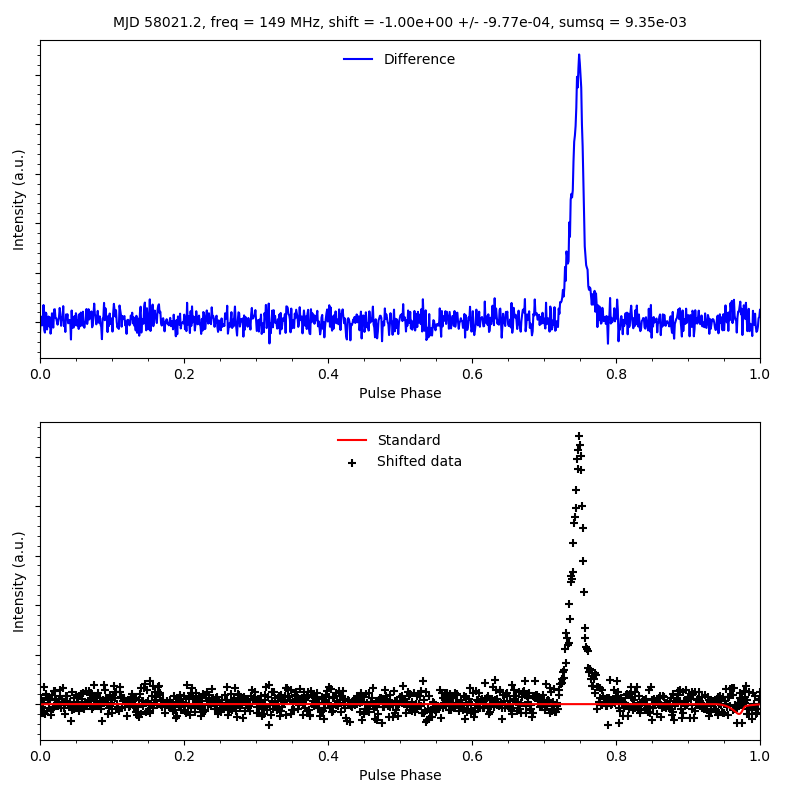 MJD 58021.2, freq = 149 MHz, shift = -1.00e+00 +/- -9.77e-04, sumsq = 9.35e-03
Difference
Intensity (a.u.)
0.0 0.2 0.4 0.6 0.8 1.0
Pulse Phase
Standard
Shifted data
Intensity (a.u.)
0.0 0.2 0.4 0.6 0.8 1.0
Pulse Phase